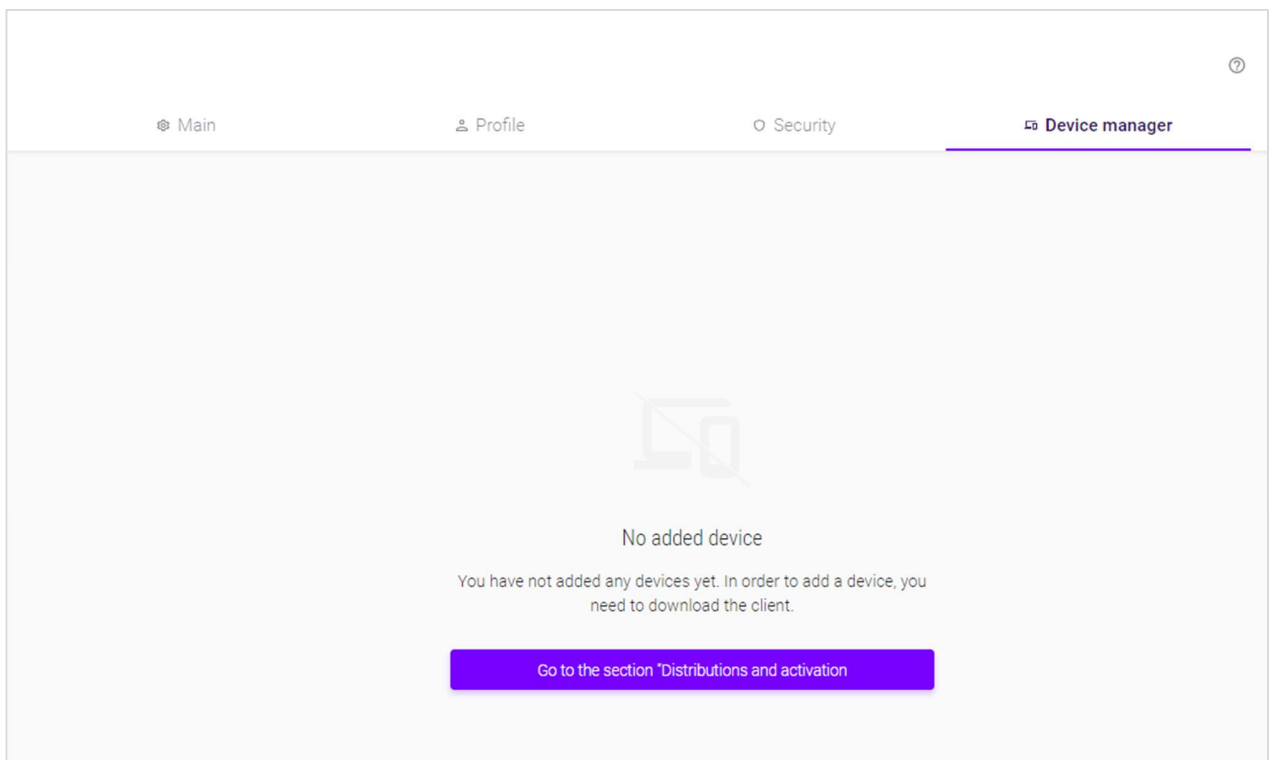 Main
Profile
Security
Device manager
No added device
You have not added any devices yet. In order to add a device, you
need to download the client.
Go to the section "Distributions and activation